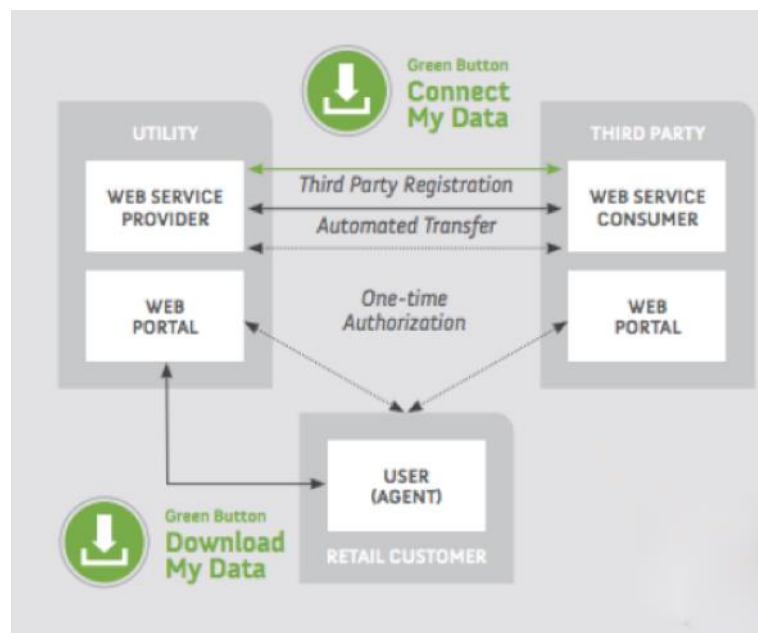 Green Button
Connect
My Data
UTILITY
THIRD PARTY
WEB SERVICE
PROVIDER
Third Party Registration
Automated Transfer
WEB SERVICE
CONSUMER
WEB
PORTAL
One-time
Authorization
WEB
PORTAL
USER
(AGENT)
RETAIL CUSTOMER
Green Button
Download
My Data